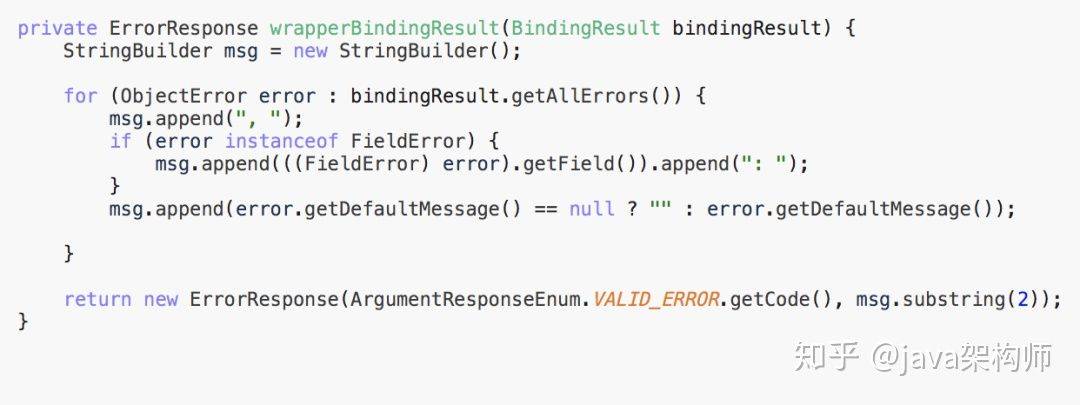 private ErrorResponse wrapperBindingResult(BindingResult bindingResult) {
    StringBuilder msg = new StringBuilder();
    for (ObjectError error : bindingResult.getAllErrors()) {
        msg.append(", ");
        if (error instanceof FieldError) {
            msg.append(((FieldError) error).getField()).append(": ");
        }
        msg.append(error.getDefaultMessage() == null ? "" : error.getDefaultMessage());
    }
    return new ErrorResponse(ArgumentResponseEnum.VALID_ERROR.getCode(), msg.substring(2));
}
知乎 @java架构师